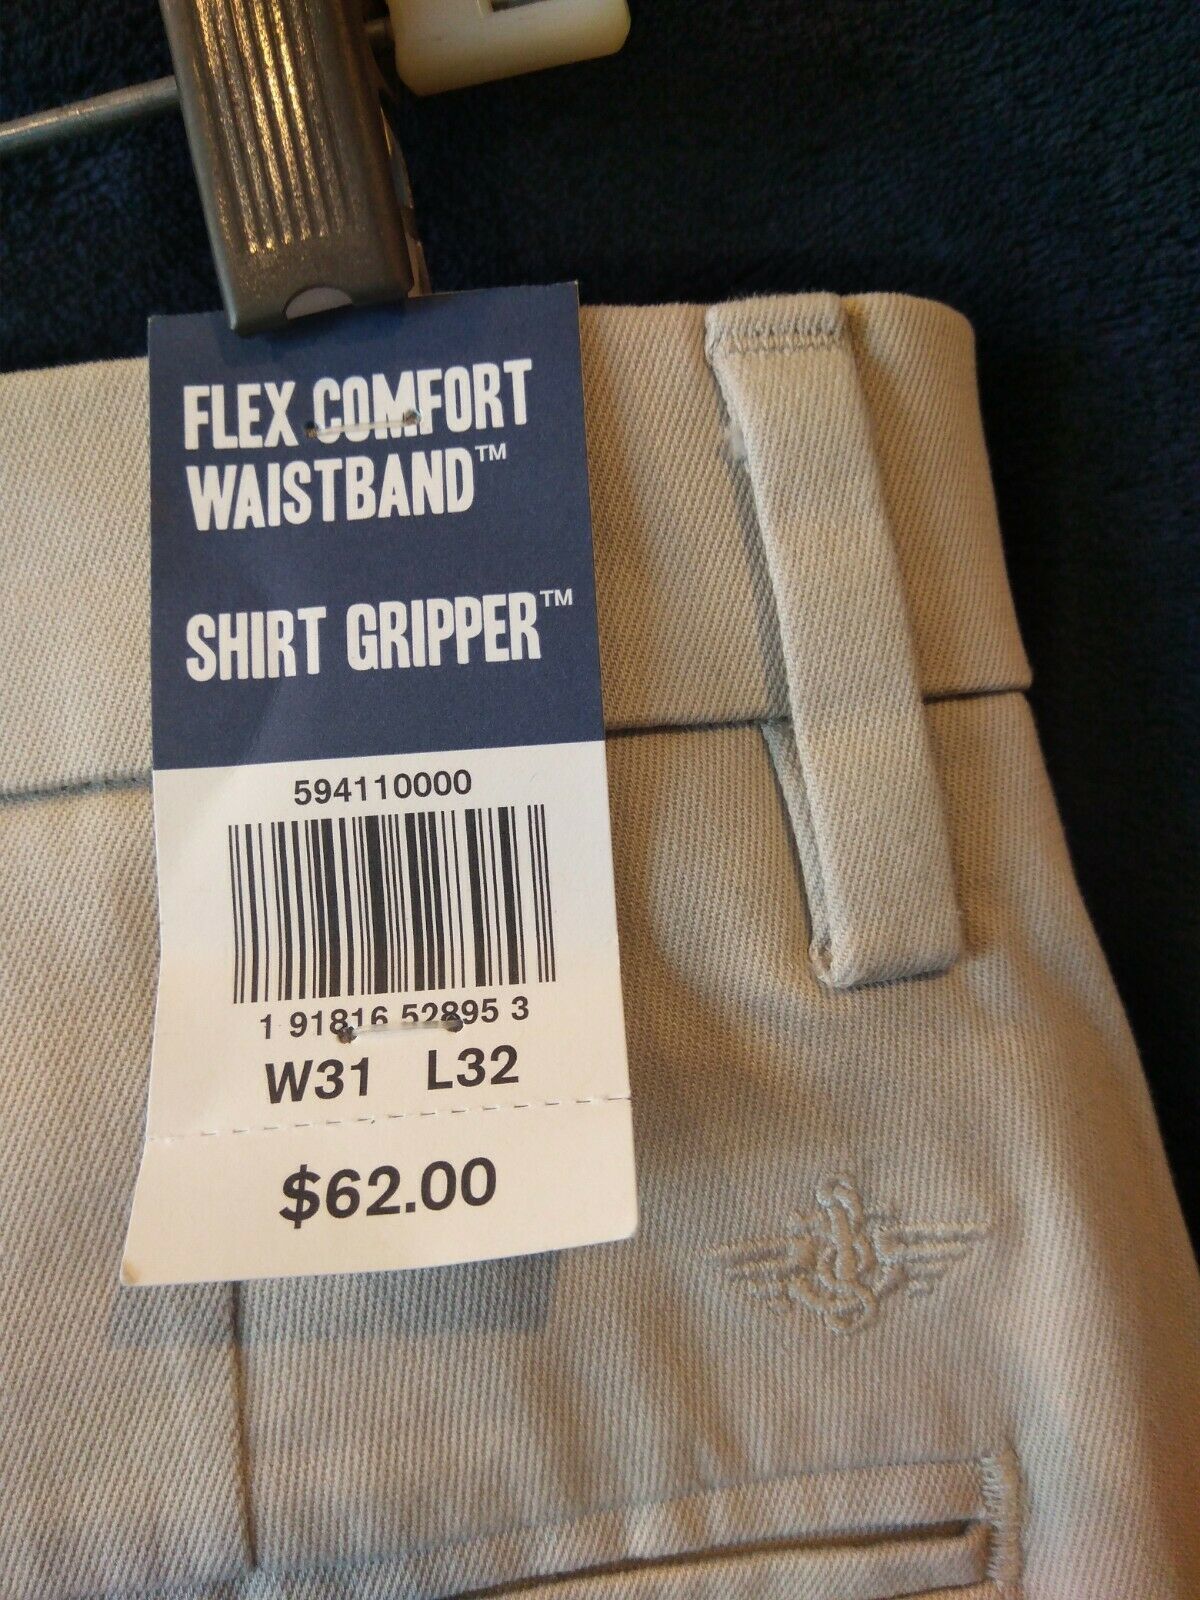 FLEX COMFORT
WAISTBAND™
SHIRT GRIPPER™
594110000
1 91816 52895 3
W31 L32
$62.00